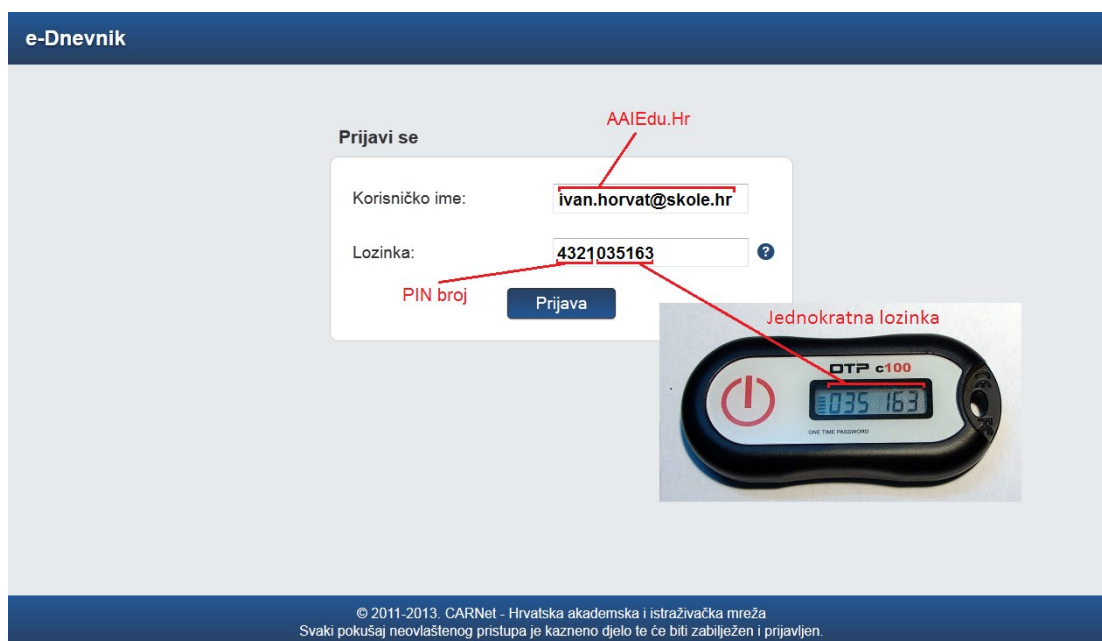 e-Dnevnik
AAIEdu.Hr
Prijavi se
Korisničko ime:
ivan.horvat@skole.hr
Lozinka:
4321035163
?
PIN broj
Prijava
Jednokratna lozinka
OTP c100
035 163
ONE TIME PASSWORD
© 2011-2013. CARNet - Hrvatska akademska i istraživačka mreža
Svaki pokušaj neovlaštenog pristupa je kazneno djelo te će biti zabilježen i prijavljen.